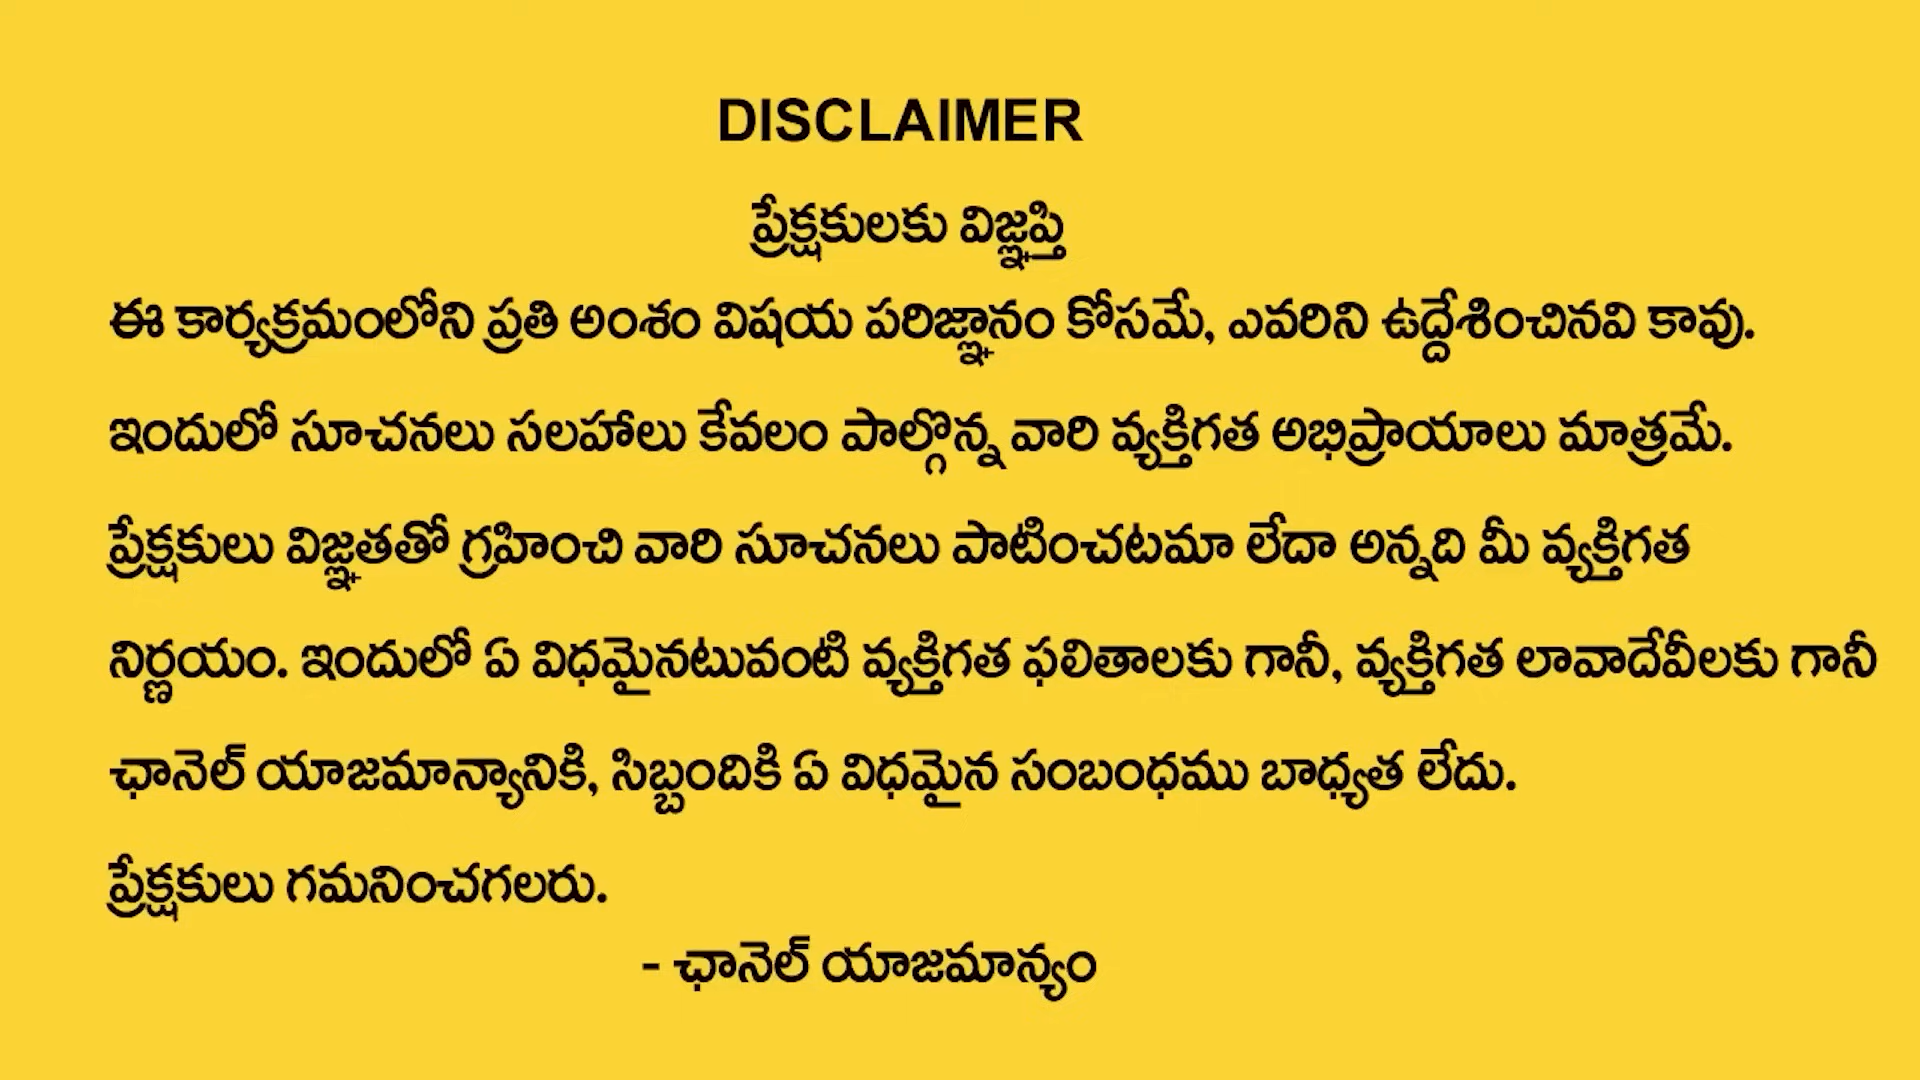 DISCLAIMER
ప్రేక్షకులకు విజ్ఞప్తి
ఈ కార్యక్రమంలోని ప్రతి అంశం విషయ పరిజ్ఞానం కోసమే, ఎవరిని ఉద్దేశించినవి కావు.
ఇందులో సూచనలు సలహాలు కేవలం పాల్గొన్న వారి వ్యక్తిగత అభిప్రాయాలు మాత్రమే.
ప్రేక్షకులు విజ్ఞతతో గ్రహించి వారి సూచనలు పాటించటమా లేదా అన్నది మీ వ్యక్తిగత
నిర్ణయం. ఇందులో ఏ విధమైనటువంటి వ్యక్తిగత ఫలితాలకు గానీ, వ్యక్తిగత లావాదేవీలకు గానీ
ఛానెల్ యాజమాన్యానికి, సిబ్బందికి ఏ విధమైన సంబంధము బాధ్యత లేదు.
ప్రేక్షకులు గమనించగలరు.
- ఛానెల్ యాజమాన్యం